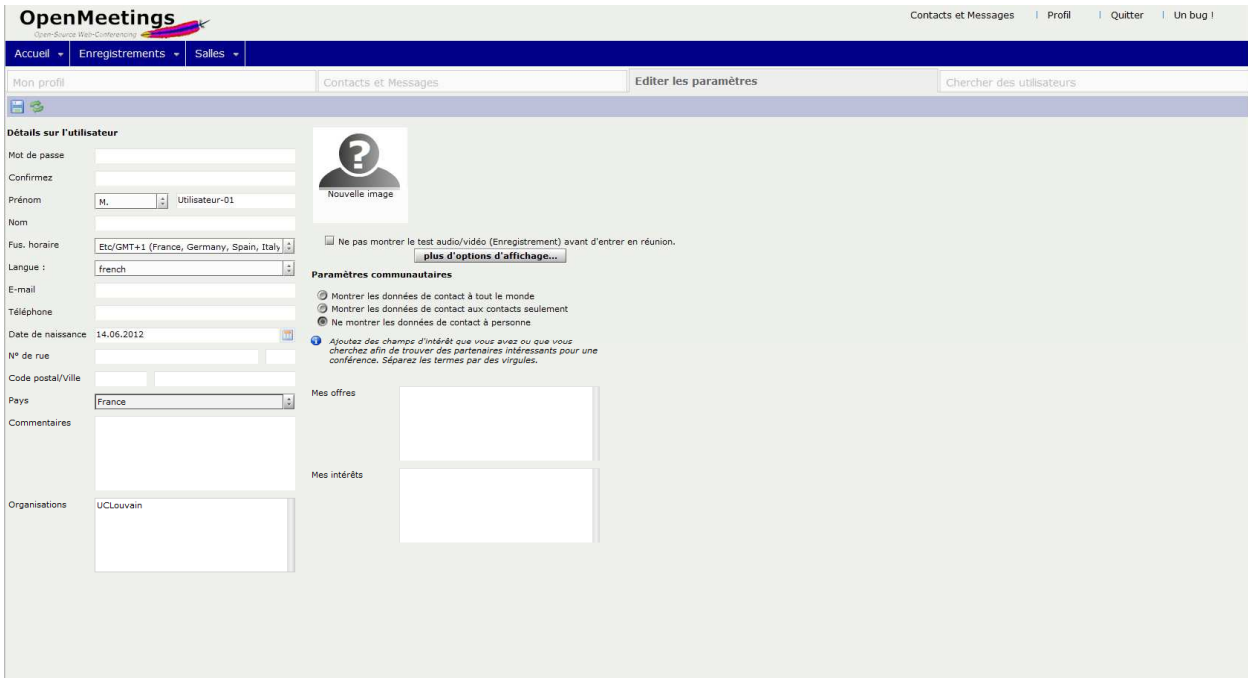 OpenMeetings
Open-Source Web-Conferencing
Contacts et Messages | Profil | Quitter | Un bug !
Accueil Enregistrements Salles
Mon profil Contacts et Messages Editer les paramètres Chercher des utilisateurs
Détails sur l'utilisateur
Mot de passe
Confirmez
Prénom M. Utilisateur-01
Nom
Fus. horaire Etc/GMT+1 (France, Germany, Spain, Italy
Langue : french
E-mail
Téléphone
Date de naissance 14.06.2012
N° de rue
Code postal/Ville
Pays France
Commentaires
Organisations UCLouvain
Nouvelle image
Ne pas montrer le test audio/vidéo (Enregistrement) avant d'entrer en réunion.
plus d'options d'affichage...
Paramètres communautaires
Montrer les données de contact à tout le monde
Montrer les données de contact aux contacts seulement
Ne montrer les données de contact à personne
Ajoutez des champs d'intérêt que vous avez ou que vous
cherchez afin de trouver des partenaires intéressants pour une
conférence. Séparez les termes par des virgules.
Mes offres
Mes intérêts